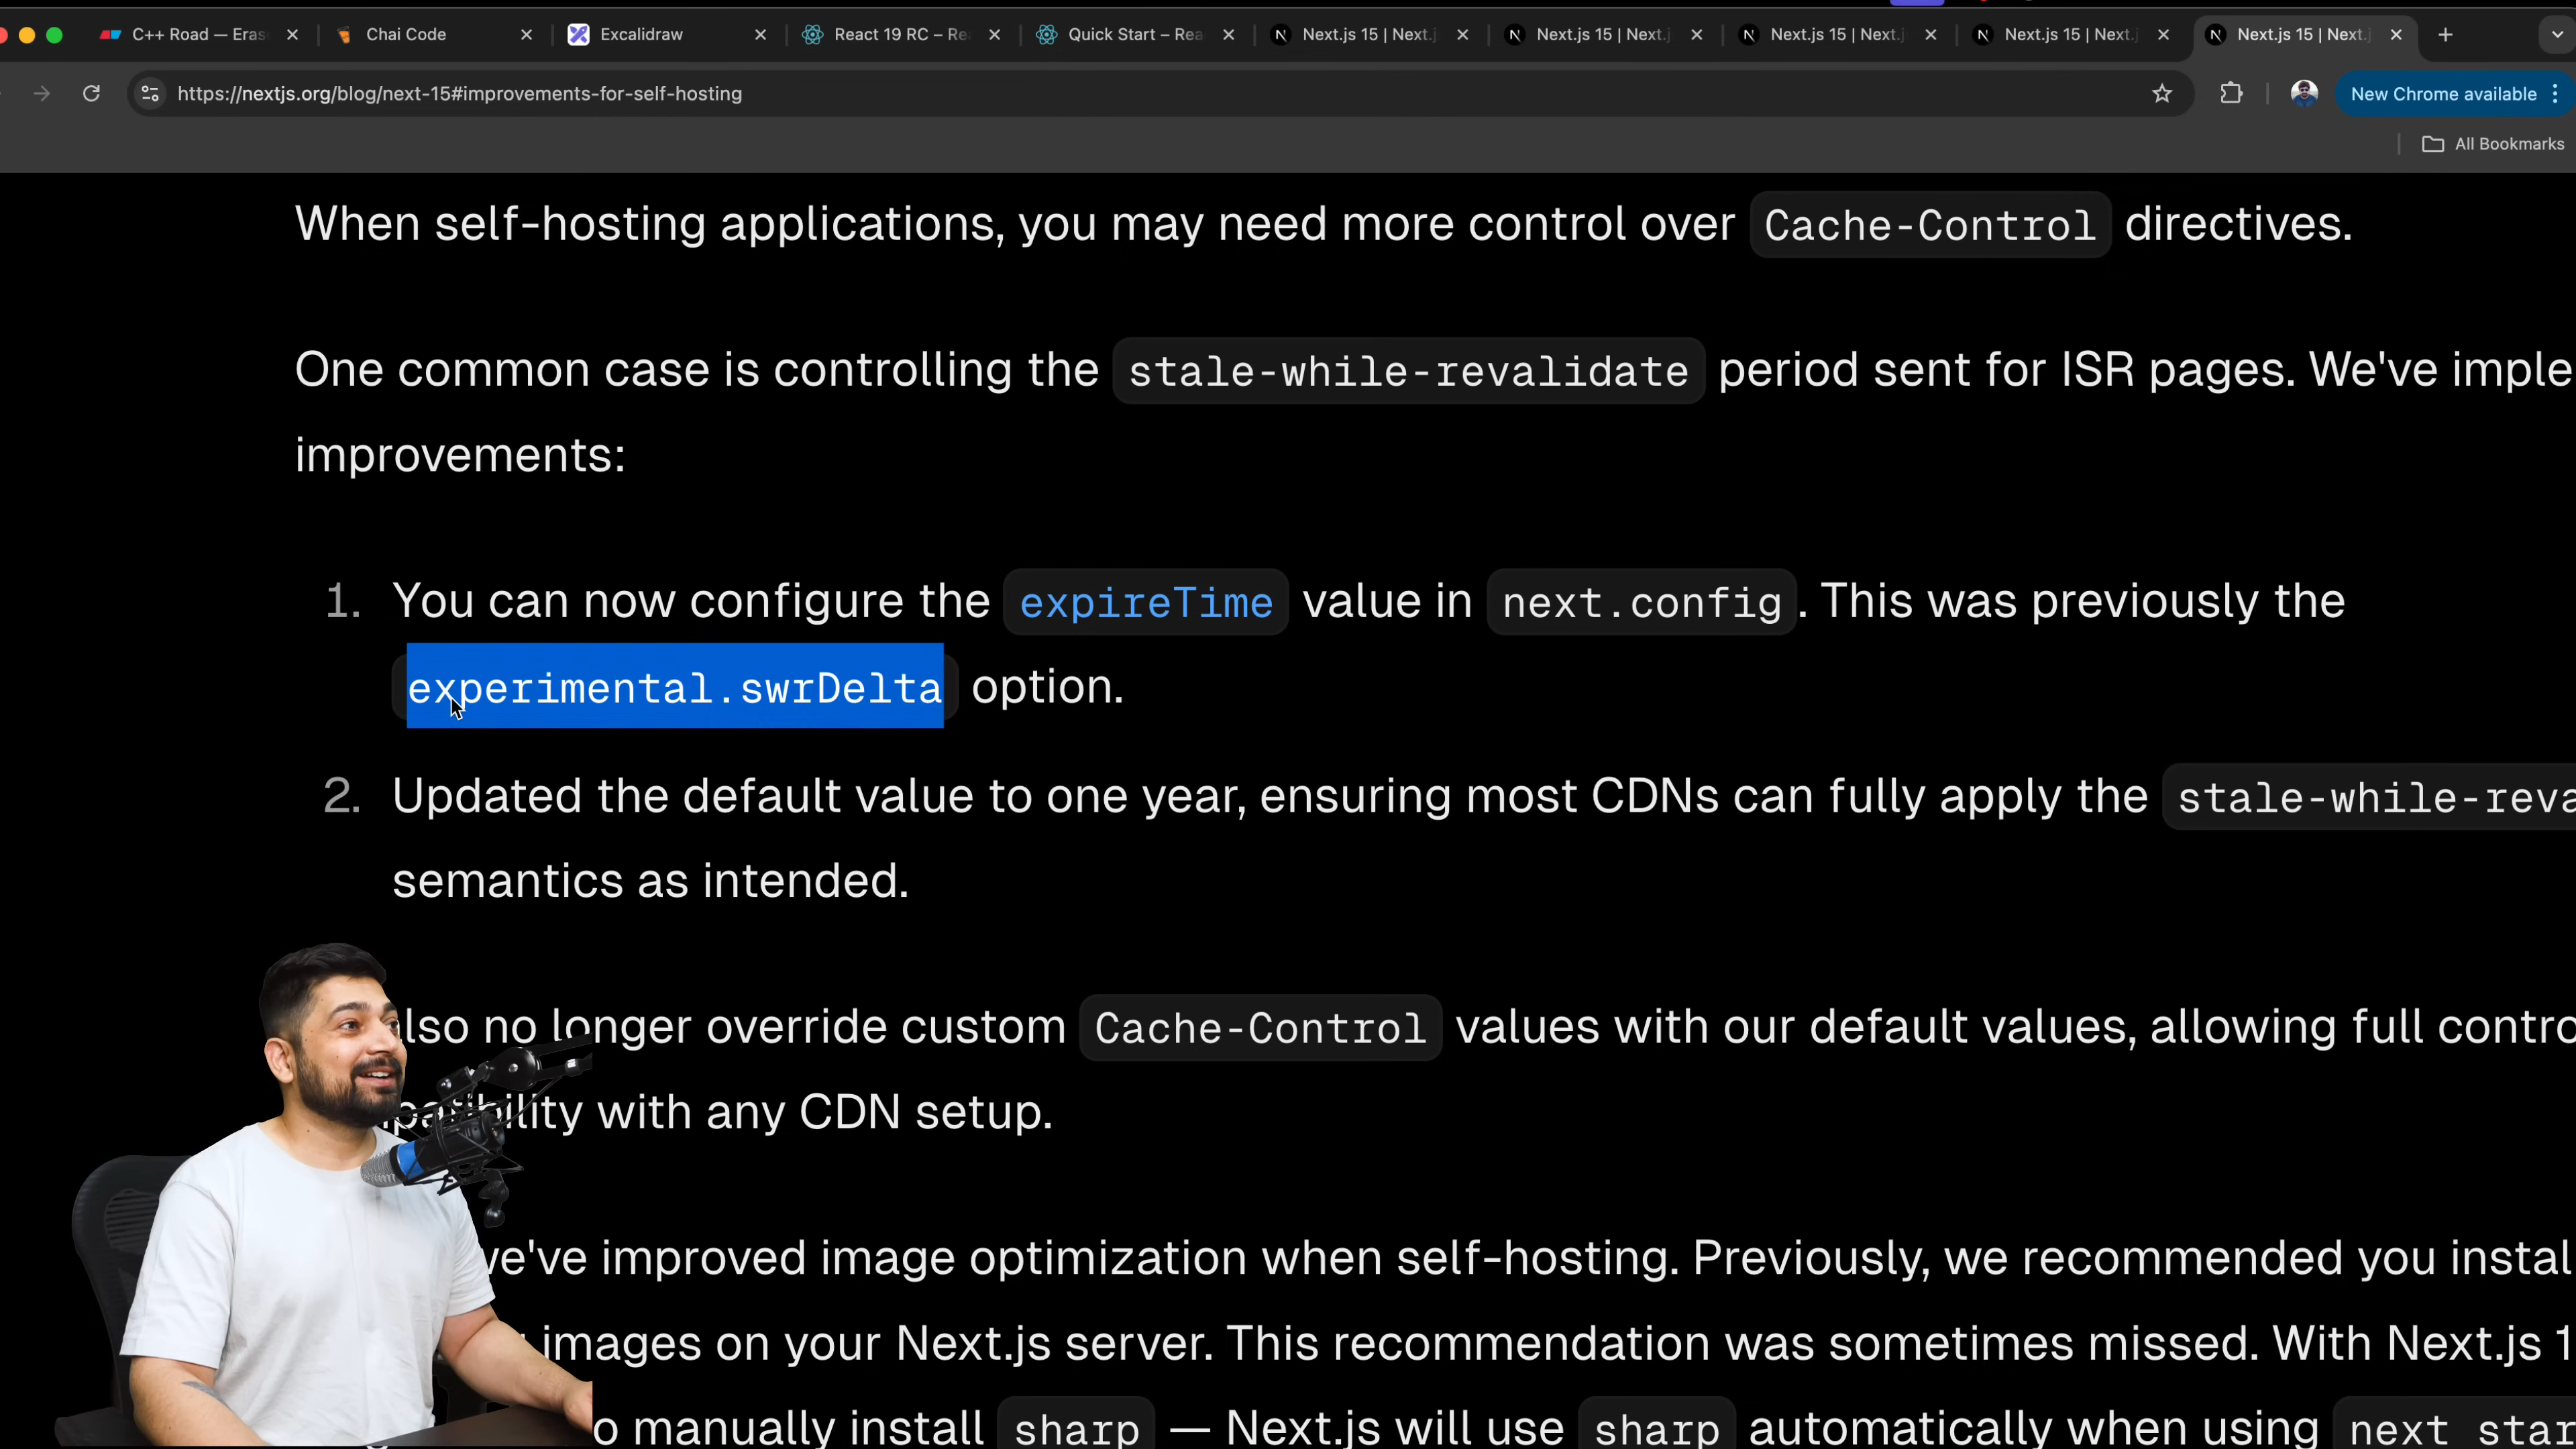 C++ Road — Eras
Chai Code
Excalidraw
React 19 RC – Re
Quick Start – Rea
Next.js 15 | Next.j
Next.js 15 | Next.j
Next.js 15 | Next.j
Next.js 15 | Next.j
Next.js 15 | Next.j
https://nextjs.org/blog/next-15#improvements-for-self-hosting
New Chrome available
All Bookmarks
When self-hosting applications, you may need more control over Cache-Control directives.
One common case is controlling the stale-while-revalidate period sent for ISR pages. We've imple
improvements:
1. You can now configure the expireTime value in next.config. This was previously the
experimental.swrDelta option.
2. Updated the default value to one year, ensuring most CDNs can fully apply the stale-while-reva
semantics as intended.
lso no longer override custom Cache-Control values with our default values, allowing full contro
patibility with any CDN setup.
we've improved image optimization when self-hosting. Previously, we recommended you instal
images on your Next.js server. This recommendation was sometimes missed. With Next.js 1
o manually install sharp — Next.js will use sharp automatically when using next star